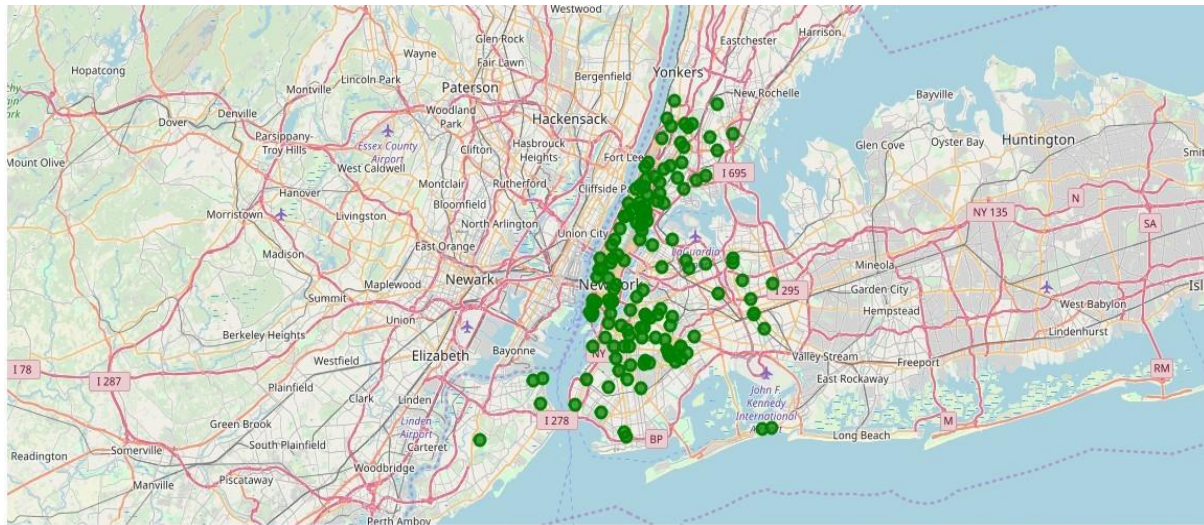 Westwood
Harrison
Eastchester
Glen Rock
Fair Lawn
Wayne
Hopatcong
Lincoln Park
Bergenfield
Yonkers
Montville
Paterson
New Rochelle
Bayville
Denville
Woodland
Park
Hackensack
Dover
Parsippany-
Troy Hills
Essex County
Airport
Clifton
Hasbrouck
Heights
Fort Lee
Glen Cove
Oyster Bay
Huntington
Mount Olive
West Caldwell
I 695
Hanover
Montclair
Rutherford
Cliffside
N
Morristown
Livingston
Bloomfield
North Arlington
NY 135
SA
Union City
Madison
East Orange
Mineola
Newark
New York
I 295
Garden City
Summit
Maplewood
Hempstead
West Babylon
Union
Lindenhurst
Berkeley Heights
Elizabeth
Bayonne
NY
Valley Stream
Freeport
Westfield
I 78
I 287
Plainfield
Clark
Linden
East Rockaway
RM
John F.
Kennedy
International
Green Brook
Linden
Airport
I 278
M
South Plainfield
Carteret
BP
Long Beach
Readington
Somerville
Woodbridge
Manville
Piscataway
Perth Amboy